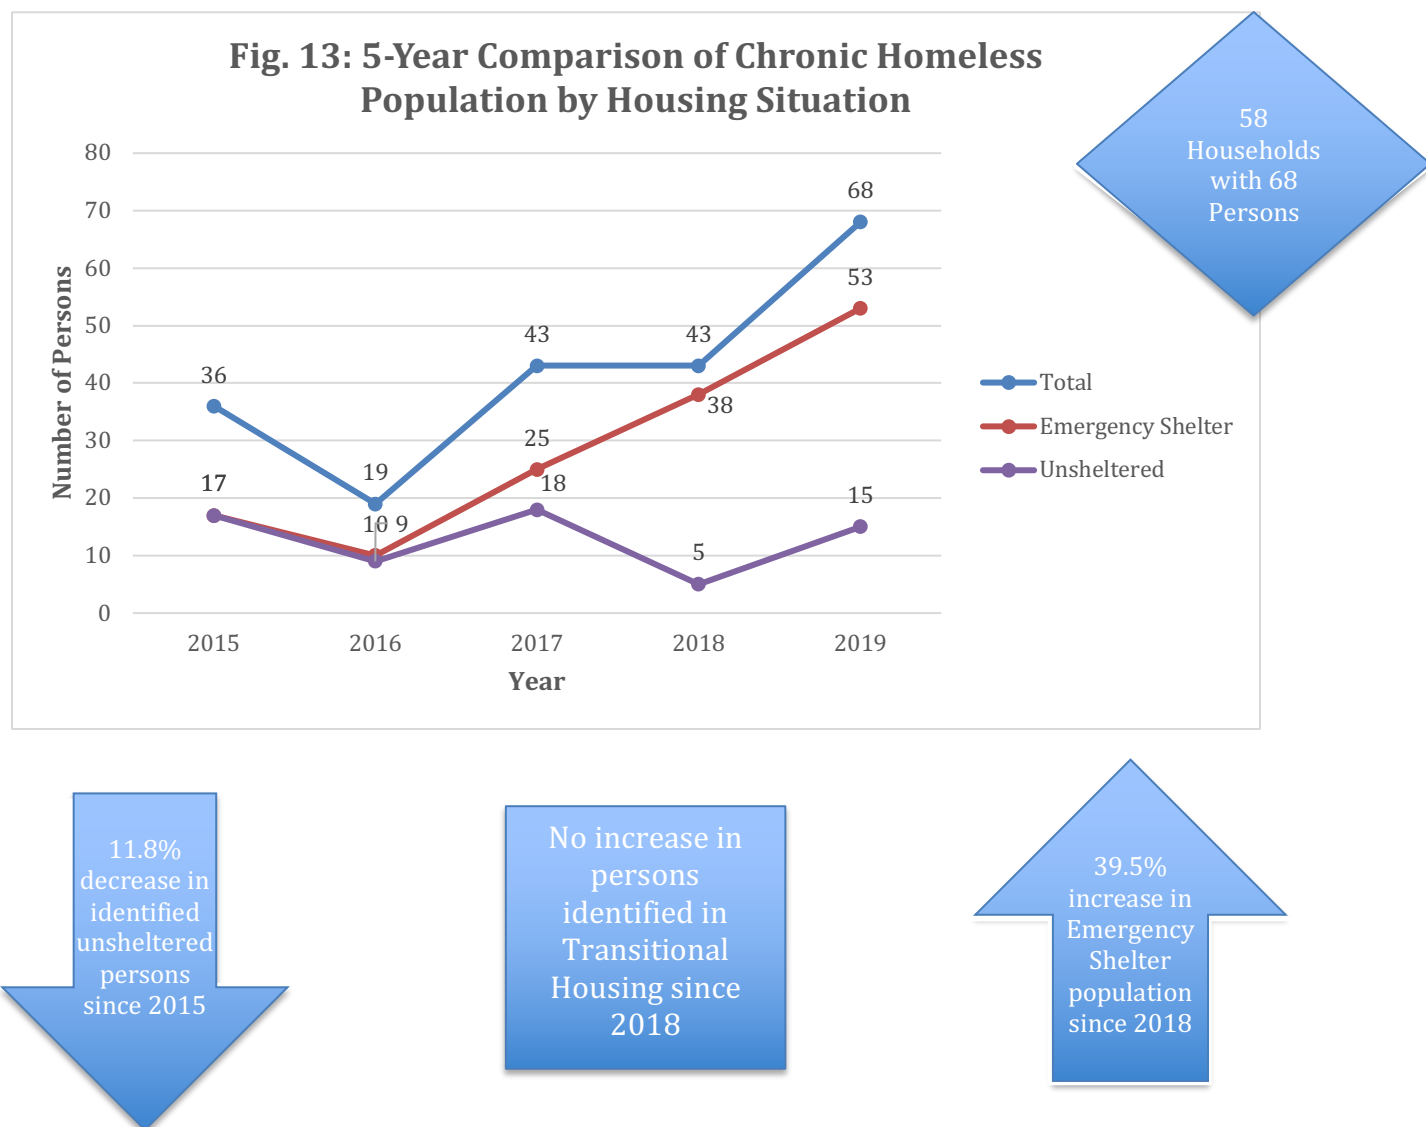 Fig. 13: 5-Year Comparison of Chronic Homeless
Population by Housing Situation
58
Households
with 68
Persons
Number of Persons
80
70
60
50
40
30
20
10
0
36
19
43
43
68
17
10
25
38
53
17
9
18
5
15
2015
2016
2017
2018
2019
Year
Total
Emergency Shelter
Unsheltered
11.8%
decrease in
identified
unsheltered
persons
since 2015
No increase in
persons
identified in
Transitional
Housing since
2018
39.5%
increase in
Emergency
Shelter
population
since 2018